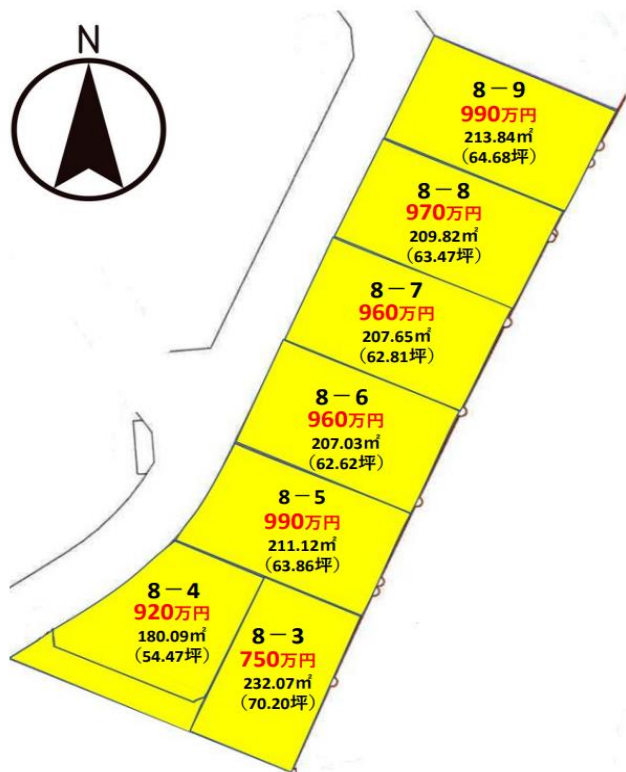 N
8－9
990万円
213.84㎡
（64.68坪）
8－8
970万円
209.82㎡
（63.47坪）
8－7
960万円
207.65㎡
（62.81坪）
8－6
960万円
207.03㎡
（62.62坪）
8－5
990万円
211.12㎡
（63.86坪）
8－4
920万円
180.09㎡
（54.47坪）
8－3
750万円
232.07㎡
（70.20坪）